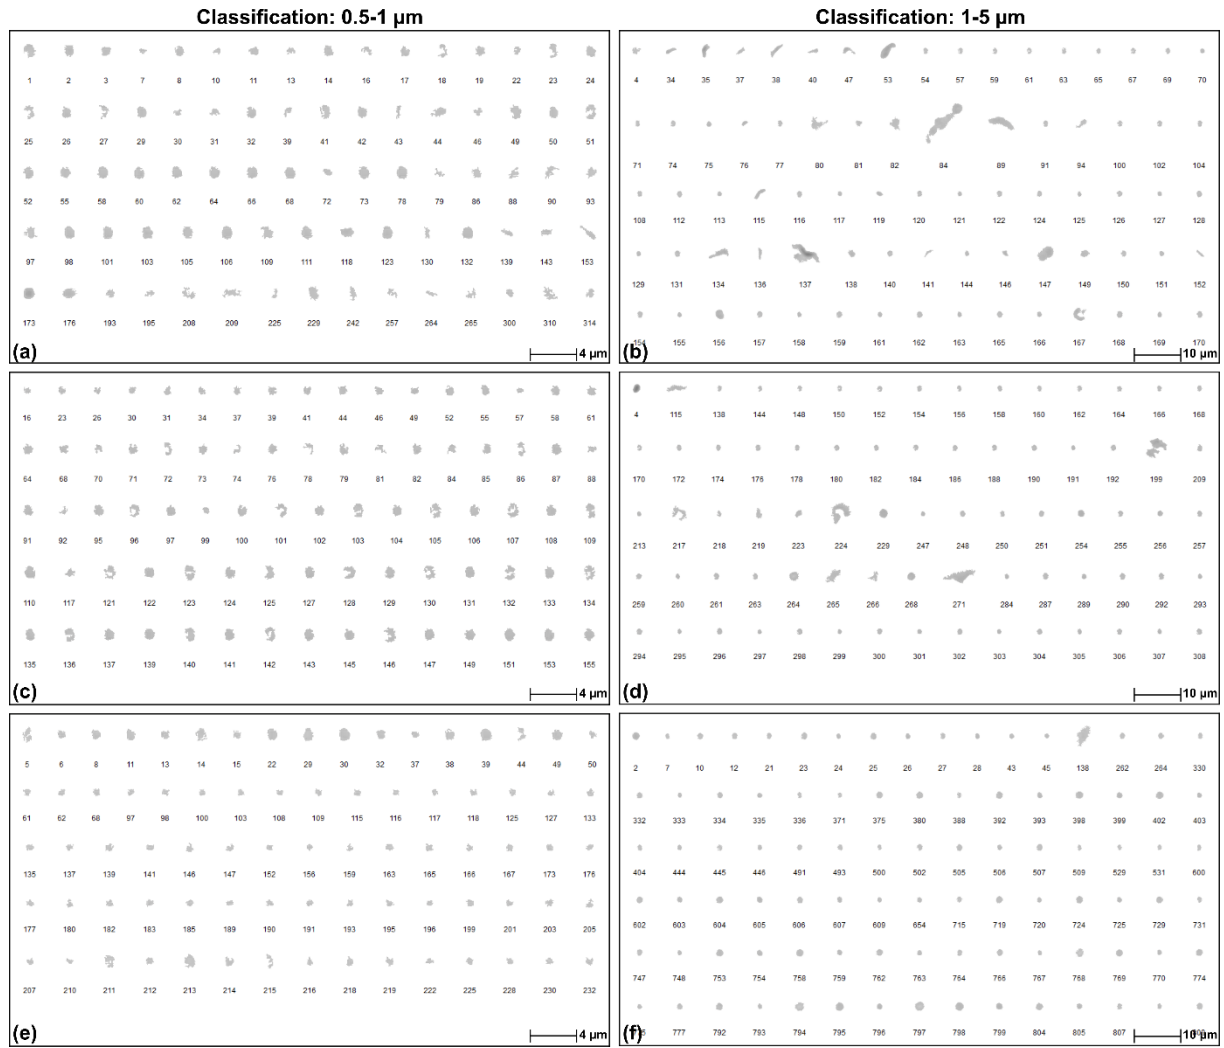 Classification: 0.5-1 µm
Classification: 1-5 µm
1 2 3 7 8 10 11 13 14 16 17 18 19 22 23 24
25 26 27 29 30 31 32 39 41 42 43 44 46 49 50 51
52 55 58 60 62 64 66 68 72 73 78 79 86 88 90 93
97 98 101 103 105 106 109 111 118 123 130 132 139 143 153
173 176 193 195 208 209 225 229 242 257 264 265 300 310 314
(a)
4 µm
4 34 35 37 38 40 47 53 54 57 59 61 63 65 67 69 70
71 74 75 76 77 80 81 82 84 89 91 94 100 102 104
108 112 113 115 116 117 119 120 121 122 124 125 126 127 128
129 131 134 136 137 138 140 141 144 146 147 149 150 151 152
154 155 156 157 158 159 161 162 163 165 166 167 168 169 170
(b)
10 µm
16 23 26 30 31 34 37 39 41 44 46 49 52 55 57 58 61
64 68 70 71 72 73 74 76 78 79 81 82 84 85 86 87 88
91 92 95 96 97 99 100 101 102 103 104 105 106 107 108 109
110 117 121 122 123 124 125 127 128 129 130 131 132 133 134
135 136 137 139 140 141 142 143 145 146 147 149 151 153 155
(c)
4 µm
4 115 138 144 148 150 152 154 156 158 160 162 164 166 168
170 172 174 176 178 180 182 184 186 188 190 191 192 199 209
213 217 218 219 223 224 229 247 248 250 251 254 255 256 257
259 260 261 263 264 265 266 268 271 284 287 289 290 292 293
294 295 296 297 298 299 300 301 302 303 304 305 306 307 308
(d)
10 µm
5 6 8 11 13 14 15 22 29 30 32 37 38 39 44 49 50
61 62 68 97 98 100 103 108 109 115 116 117 118 125 127 133
135 137 139 141 146 147 152 156 159 163 165 166 167 173 176
177 180 182 183 185 189 190 191 193 195 196 199 201 203 205
207 210 211 212 213 214 215 216 218 219 222 225 228 230 232
(e)
4 µm
2 7 10 12 21 23 24 25 26 27 28 43 45 138 262 264 330
332 333 334 335 336 371 375 380 388 392 393 398 399 402 403
404 444 445 446 491 493 500 502 505 506 507 509 529 531 600
602 603 604 605 606 607 609 654 715 719 720 724 725 729 731
747 748 753 754 758 759 762 763 764 766 767 768 769 770 774
777 792 793 794 795 796 797 798 799 804 805 807
(f)
10 µm